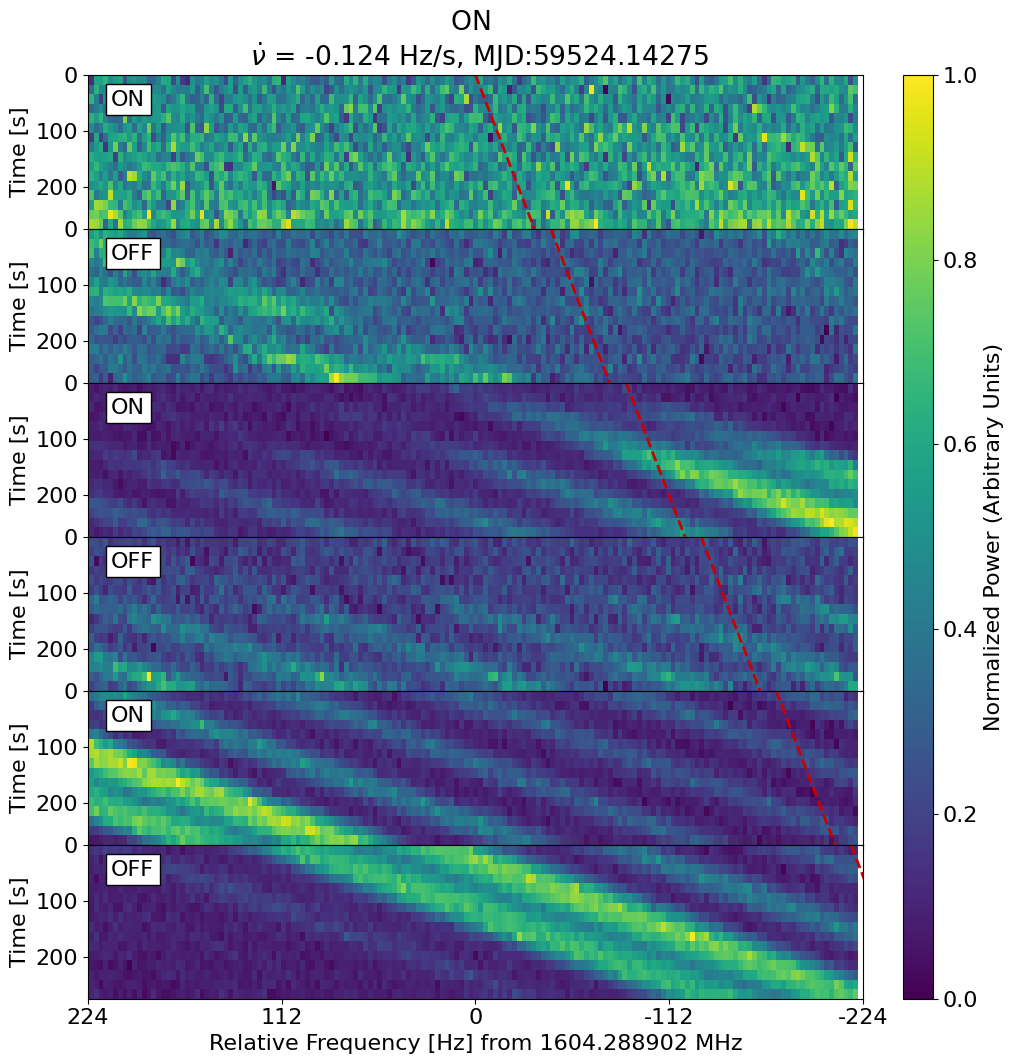 ON
ν̇ = -0.124 Hz/s, MJD:59524.14275
0
ON
100
200
Time [s]
0
OFF
100
200
Time [s]
0
ON
100
200
Time [s]
0
OFF
100
200
Time [s]
0
ON
100
200
Time [s]
0
OFF
100
200
Time [s]
224 112 0 -112 -224
Relative Frequency [Hz] from 1604.288902 MHz
1.0
0.8
0.6
0.4
0.2
0.0
Normalized Power (Arbitrary Units)